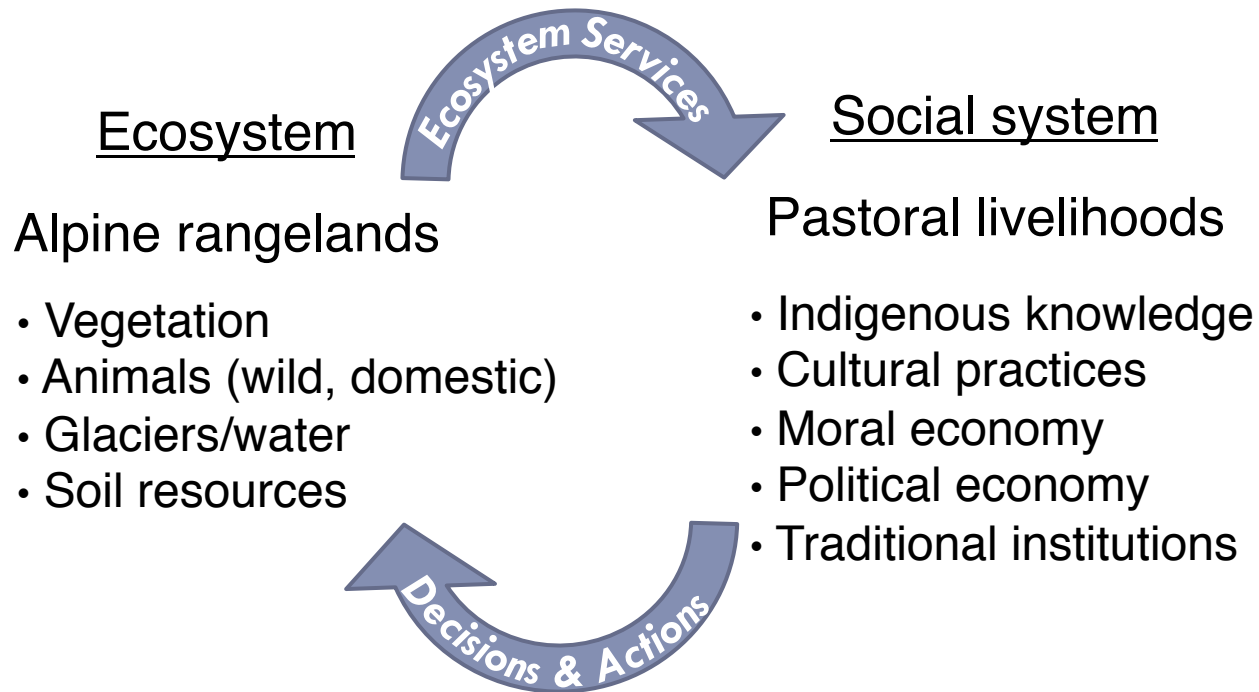 Ecosystem Services
Ecosystem
Alpine rangelands
• Vegetation
• Animals (wild, domestic)
• Glaciers/water
• Soil resources
Social system
Pastoral livelihoods
• Indigenous knowledge
• Cultural practices
• Moral economy
• Political economy
• Traditional institutions
Decisions & Actions